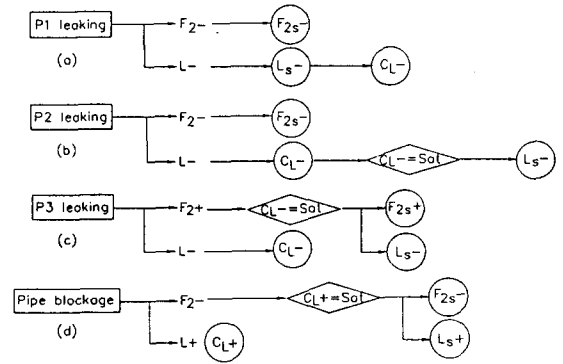 P1 leaking F2− F2s−
(a) L− Ls− CL−
P2 leaking F2− F2s−
(b) L− CL− CL−=Sat Ls−
P3 leaking F2+ CL−=Sat F2s+
(c) L− CL− Ls−
Pipe blockage F2− CL+=Sat F2s−
(d) L+ CL+ Ls+